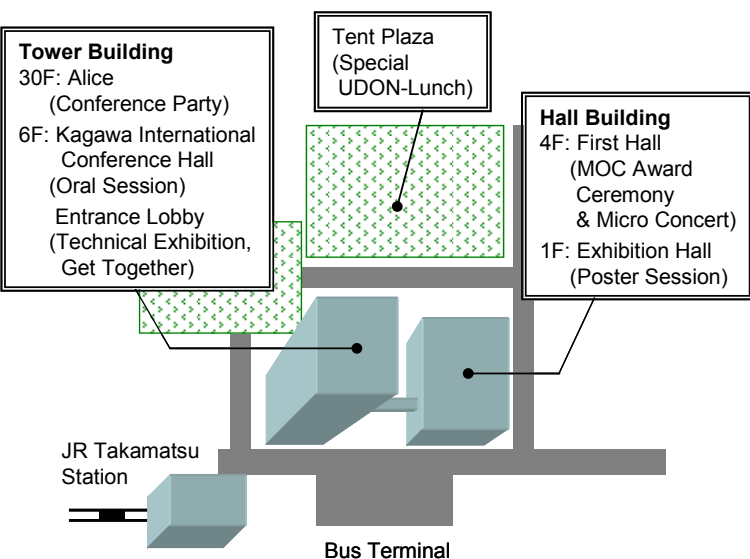 Tower Building
30F: Alice
(Conference Party)
6F: Kagawa International
Conference Hall
(Oral Session)
Entrance Lobby
(Technical Exhibition,
Get Together)
Tent Plaza
(Special
UDON-Lunch)
Hall Building
4F: First Hall
(MOC Award
Ceremony
& Micro Concert)
1F: Exhibition Hall
(Poster Session)
JR Takamatsu
Station
Bus Terminal